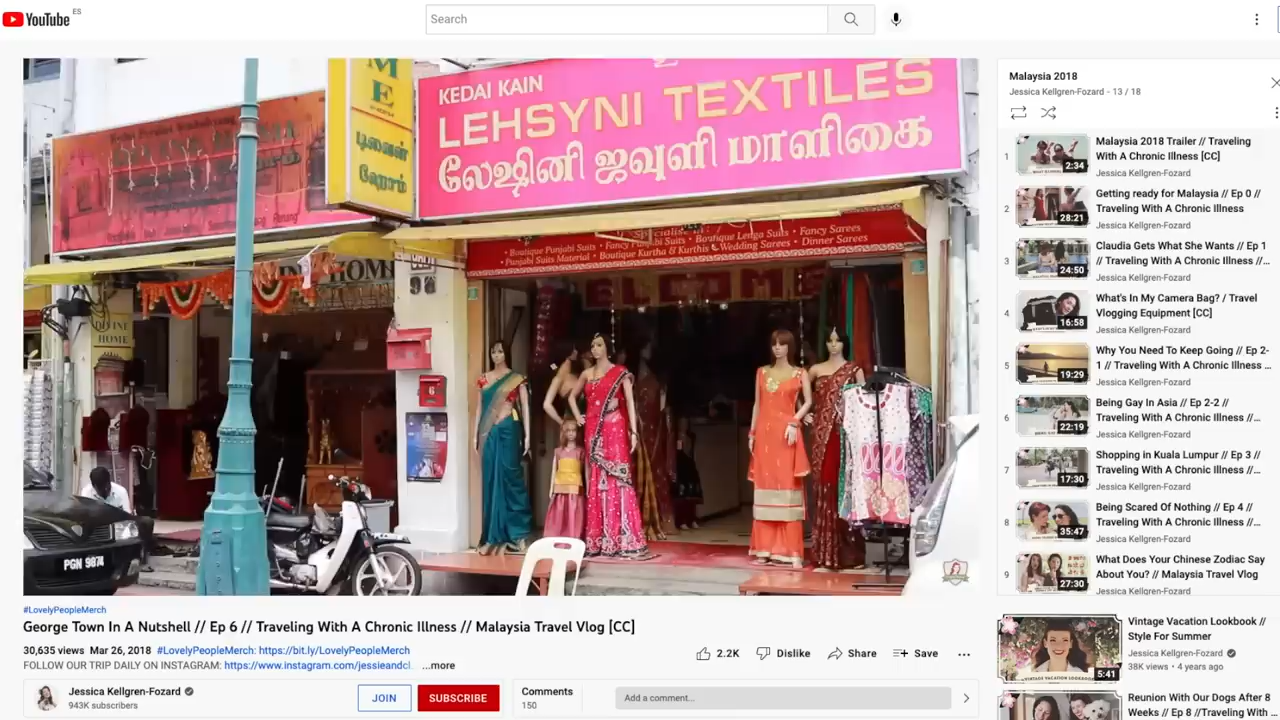 YouTube ES
Search
M
E
புலவன்
ஹோம்
KEDAI KAIN
LEHSYNI TEXTILES
லேஷினி ஜவுளி மாளிகை
Specialise in
• Boutique Punjabi Suits • Fancy Punjabi Suits • Boutique Lenga Suits • Fancy Sarees
• Punjabi Suits Material • Boutique Kurtha & Kurthis • Wedding Sarees • Dinner Sarees
DIVINE
HOME
6
PGN 9874
#LovelyPeopleMerch
George Town In A Nutshell // Ep 6 // Traveling With A Chronic Illness // Malaysia Travel Vlog [CC]
30,635 views Mar 26, 2018 #LovelyPeopleMerch: https://bit.ly/LovelyPeopleMerch
FOLLOW OUR TRIP DAILY ON INSTAGRAM: https://www.instagram.com/jessieandcl... ...more
2.2K Dislike Share Save
Jessica Kellgren-Fozard
943K subscribers
JOIN SUBSCRIBE
Comments
150
Add a comment...
Malaysia 2018
Jessica Kellgren-Fozard - 13 / 18
1
2:34
Malaysia 2018 Trailer // Traveling
With A Chronic Illness [CC]
Jessica Kellgren-Fozard
2
28:21
Getting ready for Malaysia // Ep 0 //
Traveling With A Chronic Illness
Jessica Kellgren-Fozard
3
24:50
Claudia Gets What She Wants // Ep 1
// Traveling With A Chronic Illness //...
Jessica Kellgren-Fozard
4
16:58
What's In My Camera Bag? / Travel
Vlogging Equipment [CC]
Jessica Kellgren-Fozard
5
19:29
Why You Need To Keep Going // Ep 2-
1 // Traveling With A Chronic Illness ...
Jessica Kellgren-Fozard
6
22:19
Being Gay In Asia // Ep 2-2 //
Traveling With A Chronic Illness //...
Jessica Kellgren-Fozard
7
17:30
Shopping in Kuala Lumpur // Ep 3 //
Traveling With A Chronic Illness //...
Jessica Kellgren-Fozard
8
35:47
Being Scared Of Nothing // Ep 4 //
Traveling With A Chronic Illness //...
Jessica Kellgren-Fozard
9
27:30
What Does Your Chinese Zodiac Say
About You? // Malaysia Travel Vlog
Jessica Kellgren-Fozard
5:41
Vintage Vacation Lookbook //
Style For Summer
Jessica Kellgren-Fozard
38K views • 4 years ago
Reunion With Our Dogs After 8
Weeks // Ep 8 //Traveling With ...